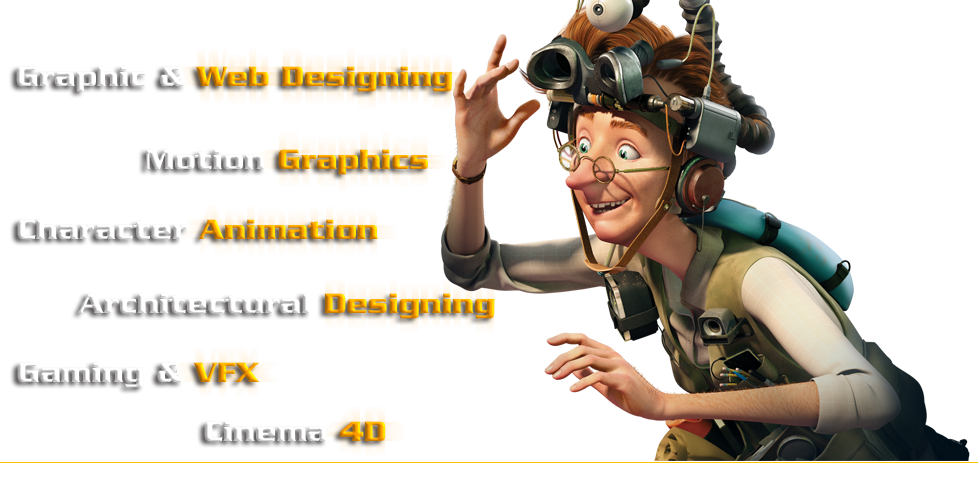 Graphic & Web Designing
Motion Graphics
Character Animation
Architectural Designing
Gaming & VFX
Cinema 4D